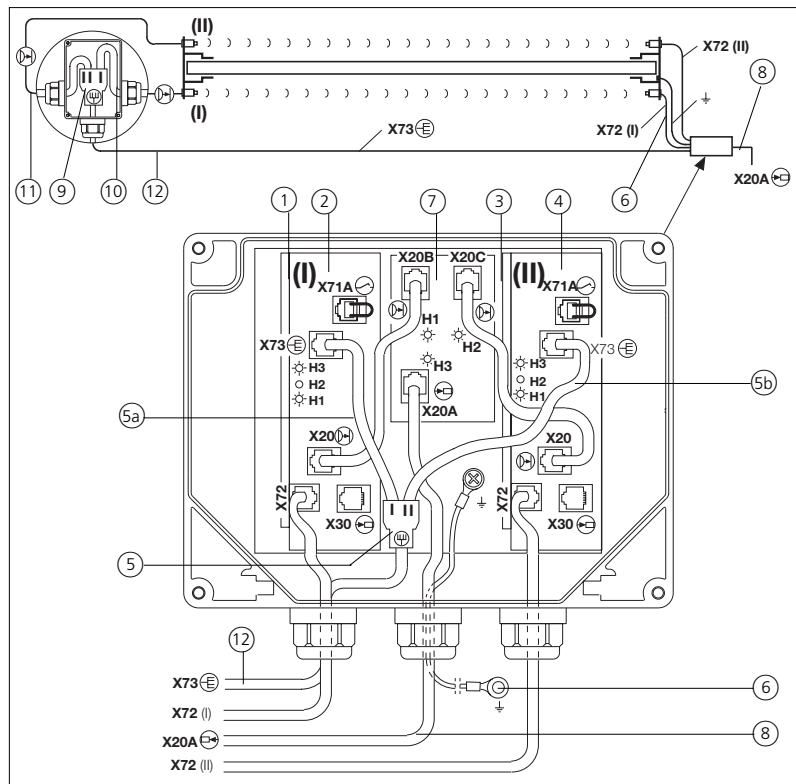 (II)
X72 (II)
8
II I
(I)
X72 (I)
X73
X20A
11
9
10
12
6
1
2
7
3
4
(I)
X20B
X20C
(II)
X71A
X71A
H1
X73
H2
X73
H3
H3
H3
H2
H2
H1
X20A
H1
5b
5a
X20
X20
X72
X72
I II
X30
X30
5
12
X73
6
X72 (I)
X20A
8
X72 (II)